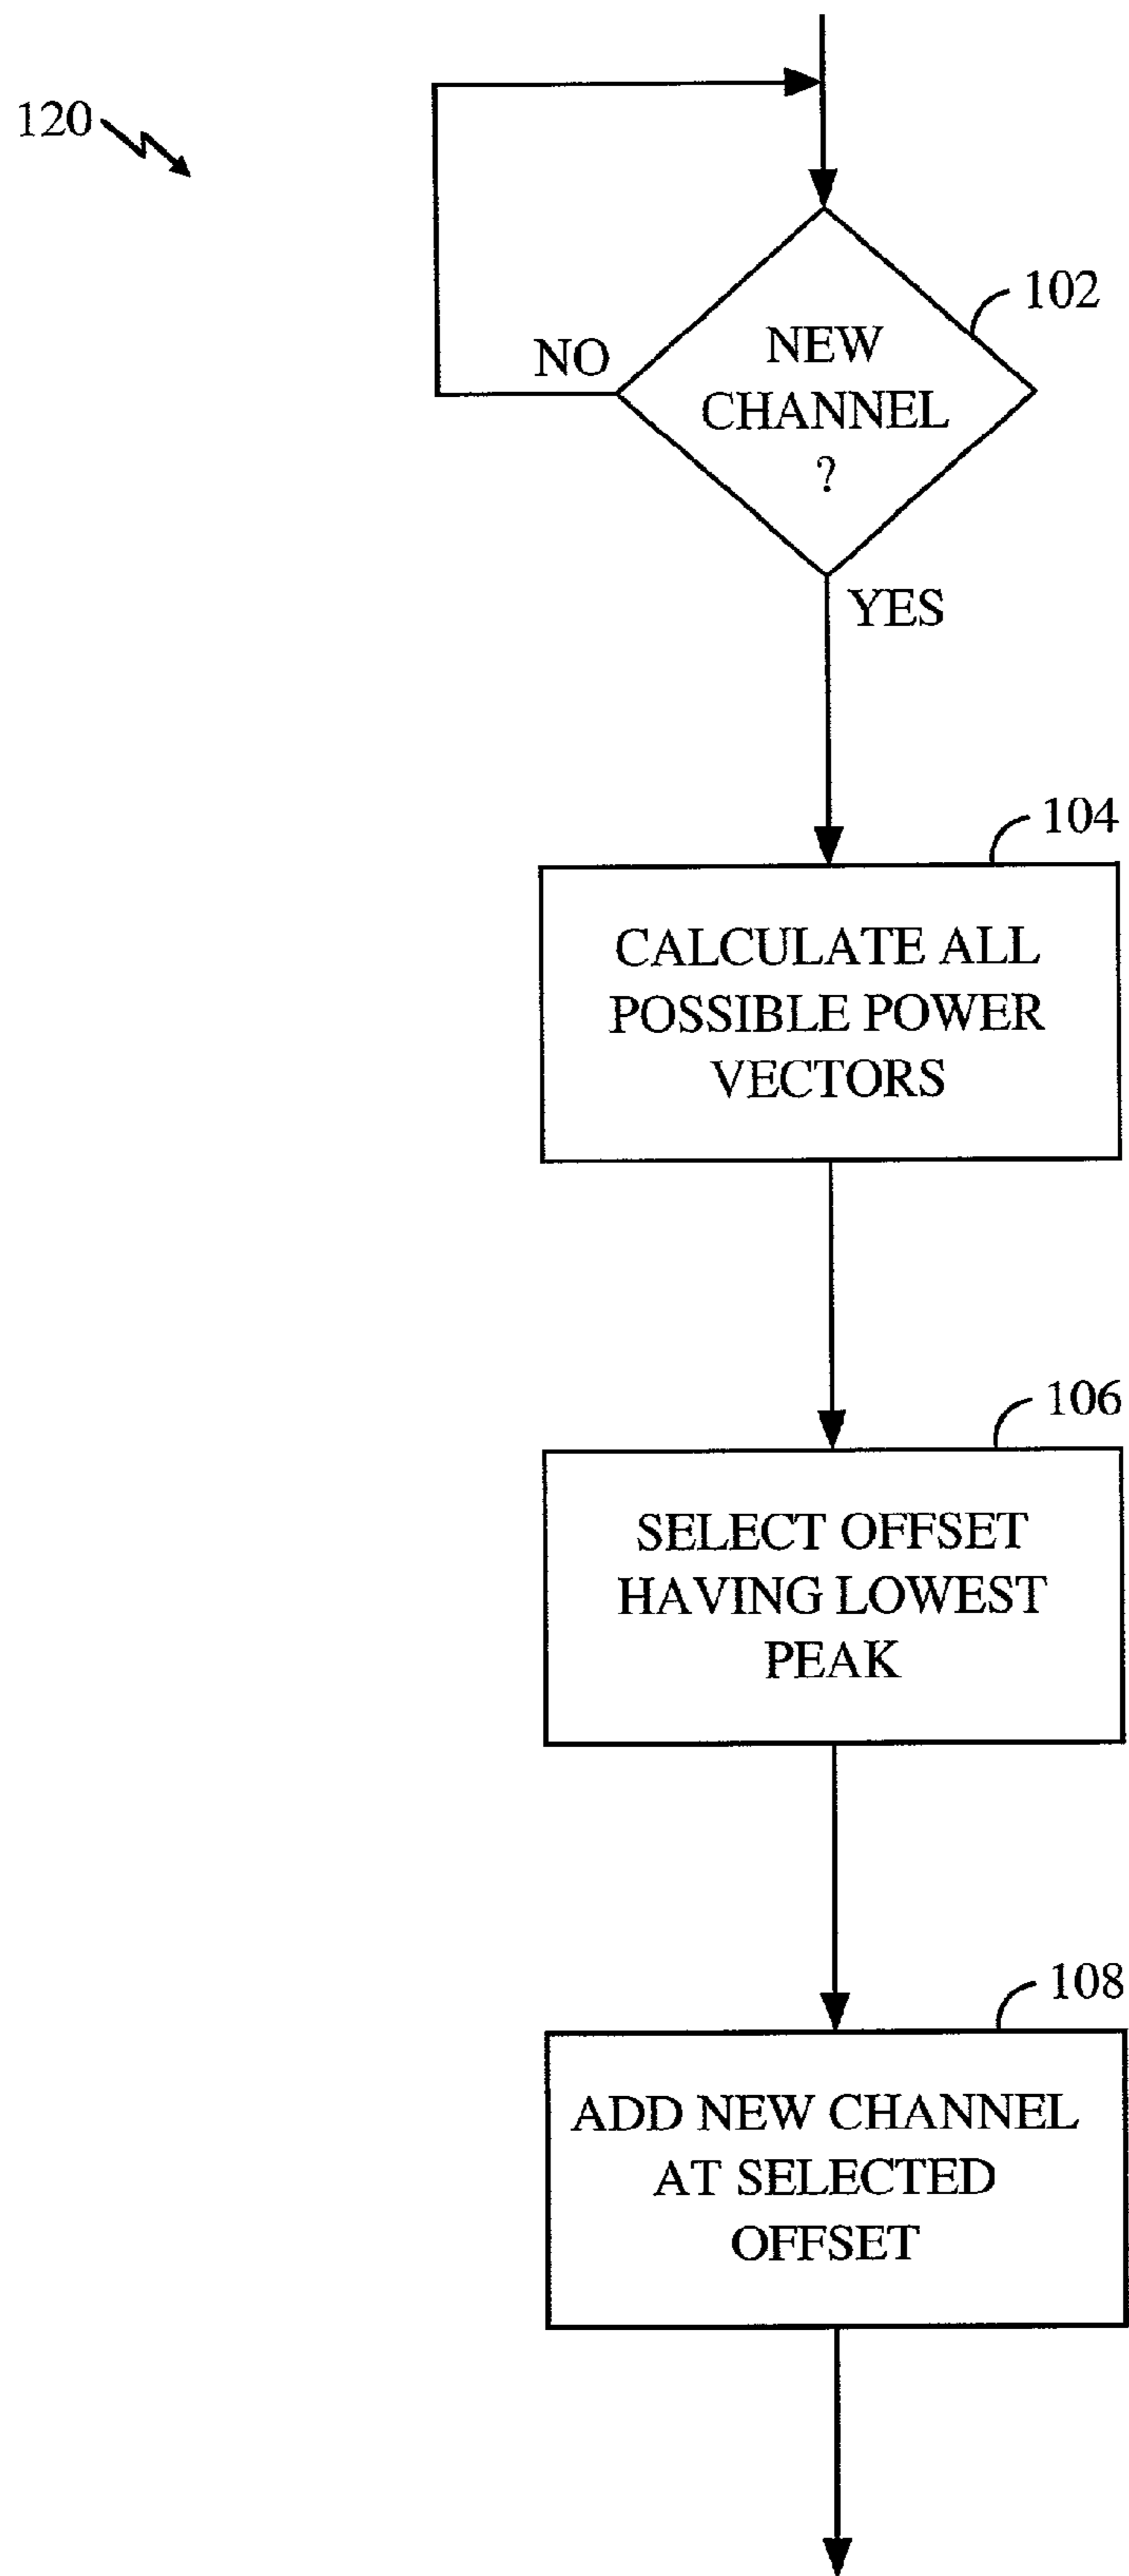 120
102
NEW
CHANNEL
?
NO
YES
104
CALCULATE ALL
POSSIBLE POWER
VECTORS
106
SELECT OFFSET
HAVING LOWEST
PEAK
108
ADD NEW CHANNEL
AT SELECTED
OFFSET